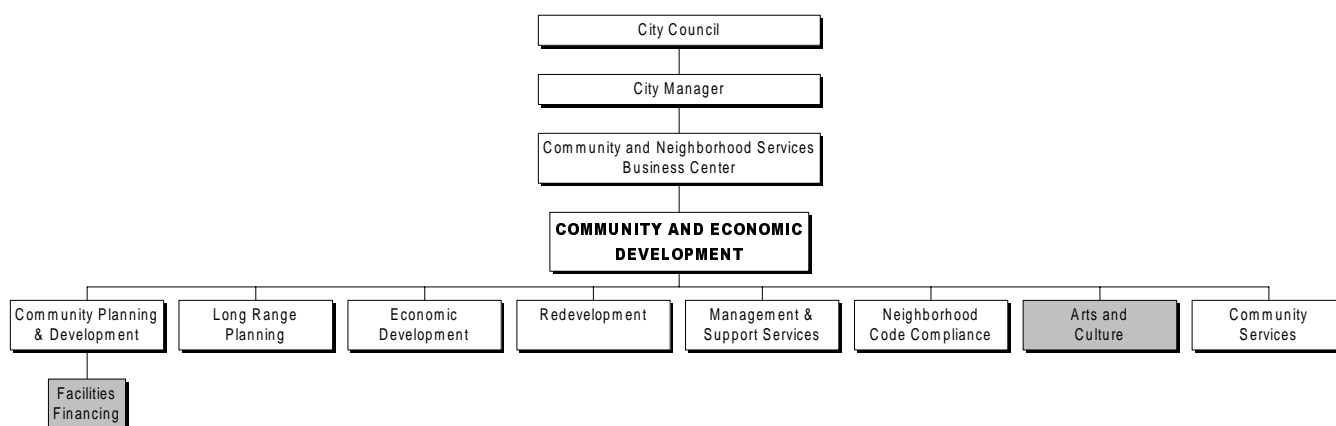 City Council
City Manager
Community and Neighborhood Services
Business Center
COMMUNITY AND ECONOMIC
DEVELOPMENT
Community Planning
& Development
Long Range
Planning
Economic
Development
Redevelopment
Management &
Support Services
Neighborhood
Code Compliance
Arts and
Culture
Community
Services
Facilities
Financing